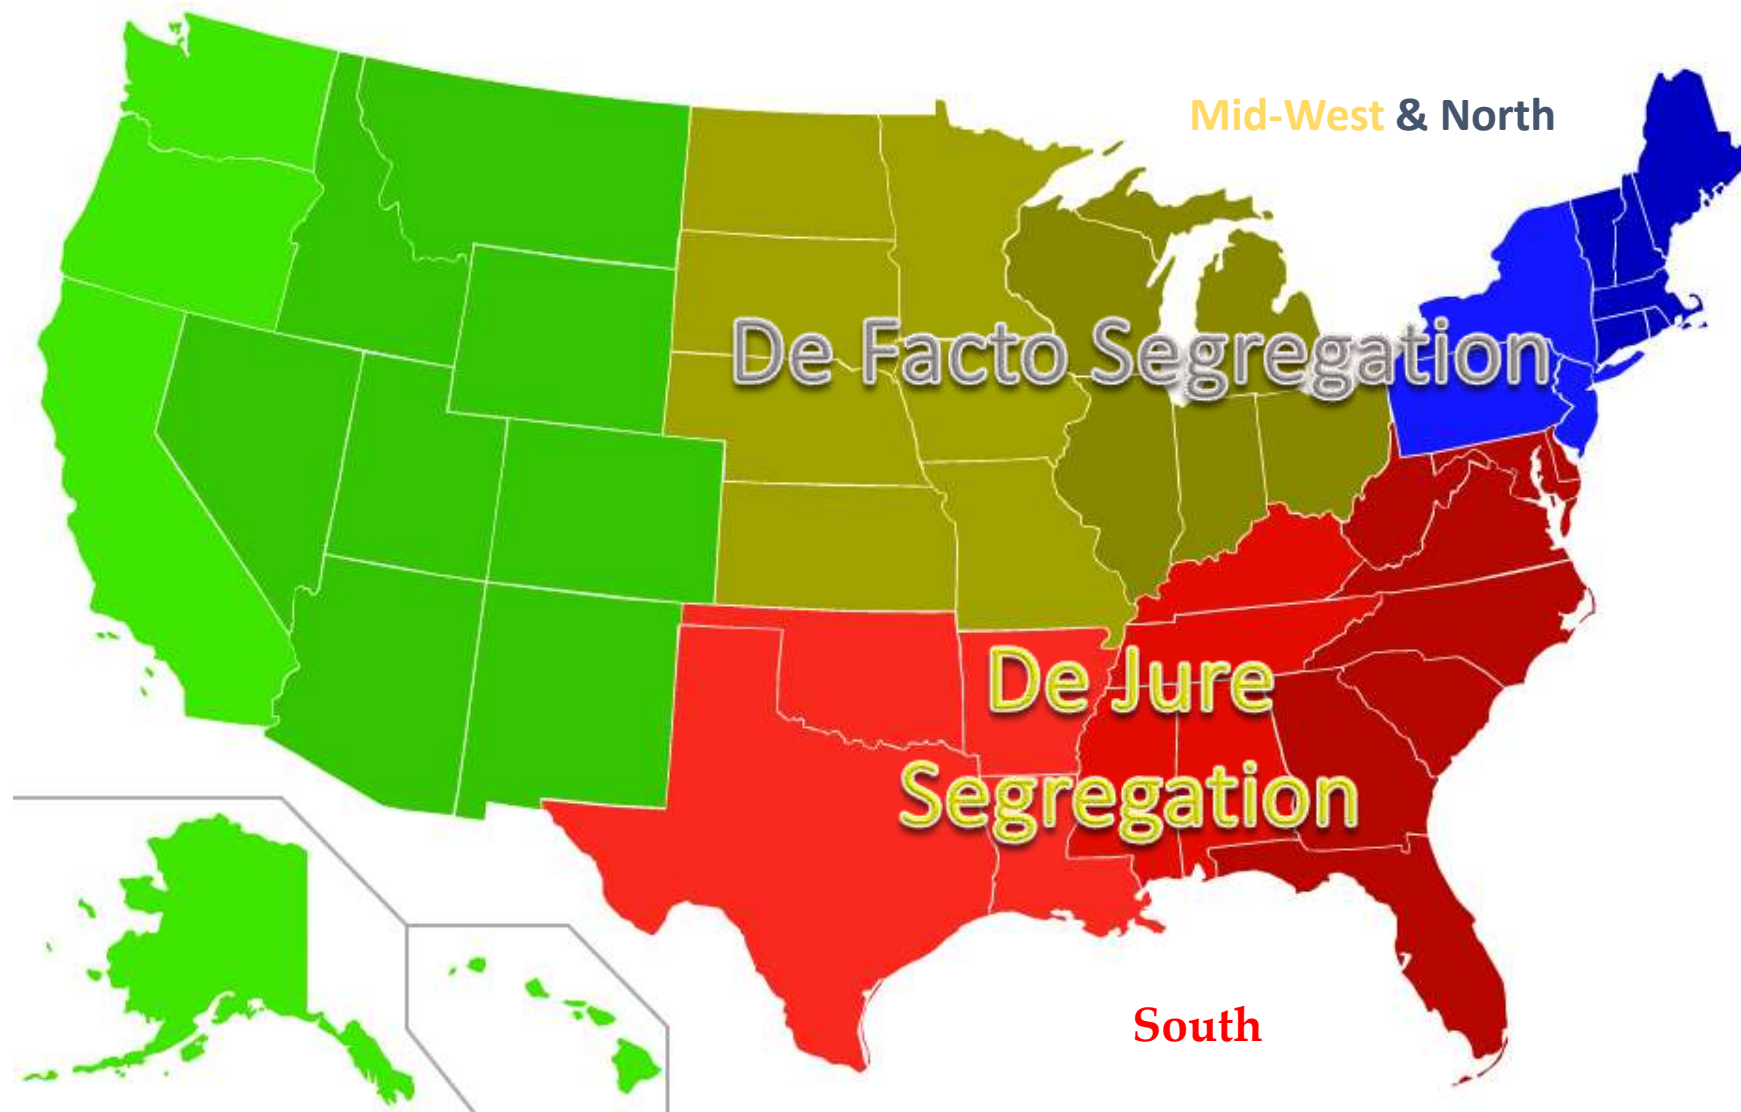 Mid-West & North
De Facto Segregation
De Jure
Segregation
South